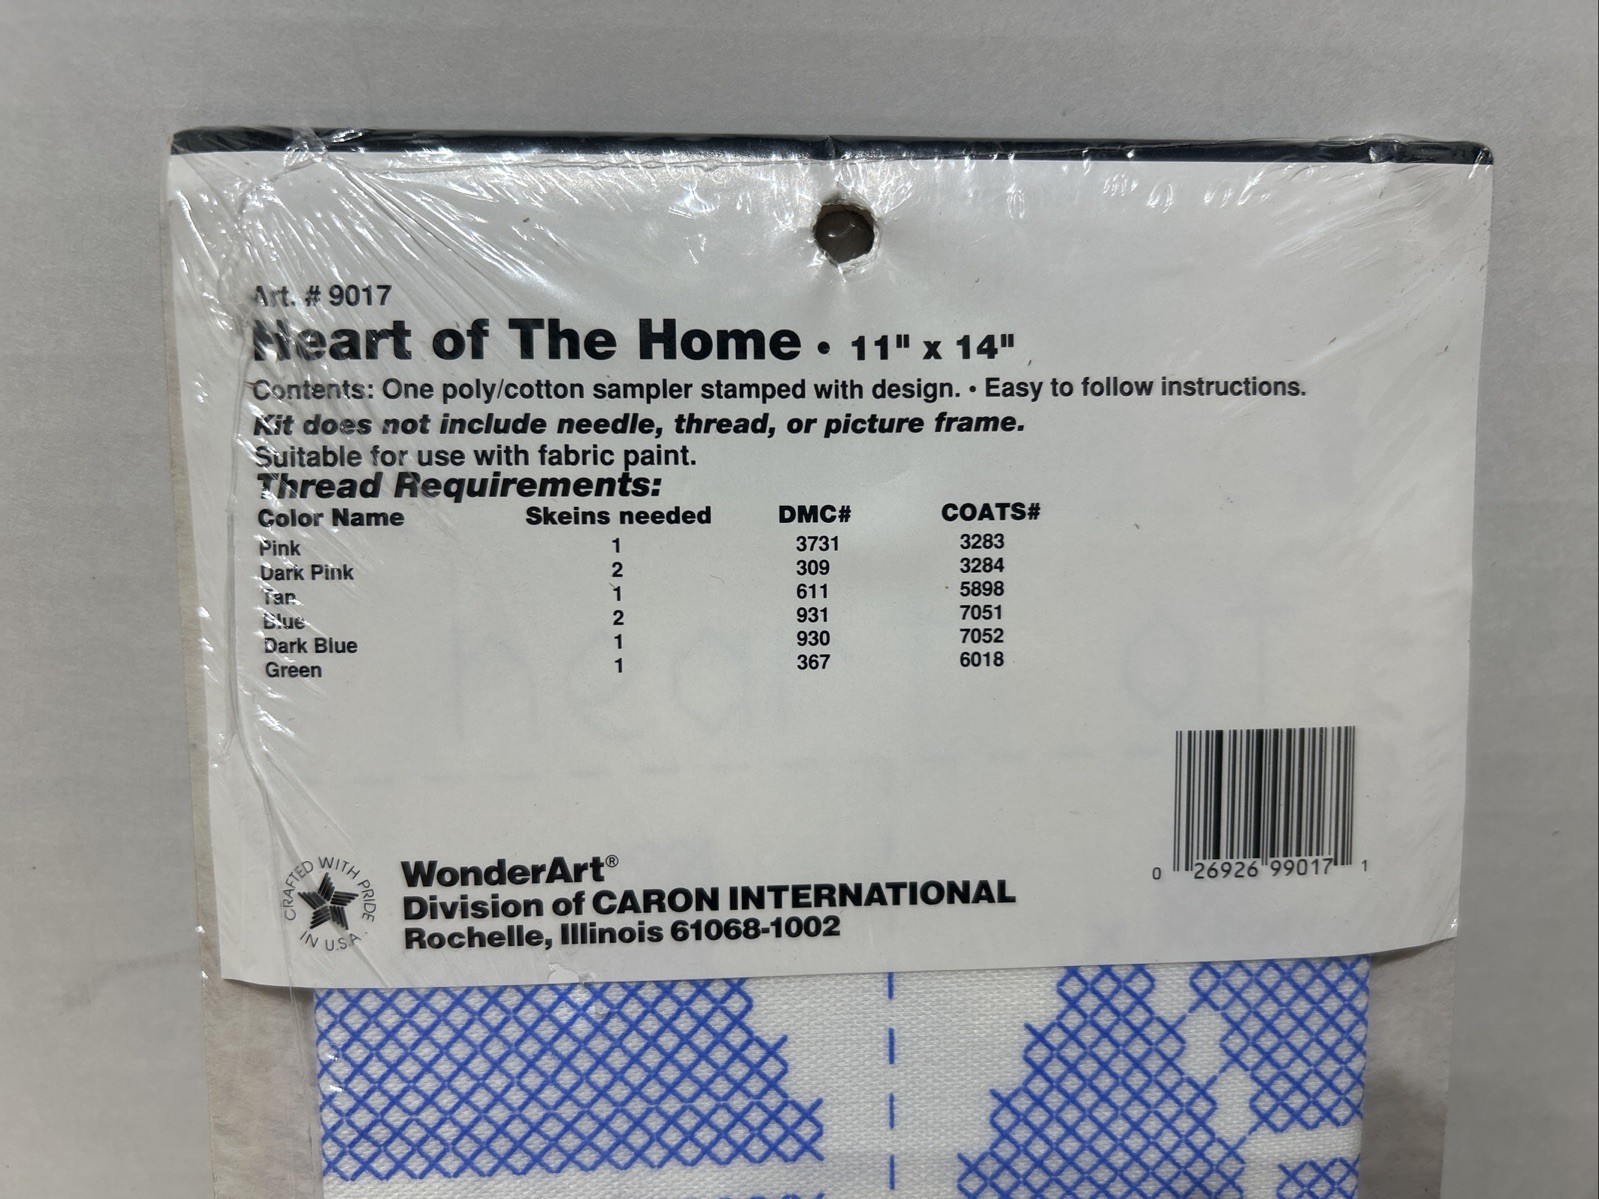 Art. # 9017
Heart of The Home • 11" x 14"
Contents: One poly/cotton sampler stamped with design. • Easy to follow instructions.
Kit does not include needle, thread, or picture frame.
Suitable for use with fabric paint.
Thread Requirements:
Color Name Skeins needed DMC# COATS#
Pink 1 3731 3283
Dark Pink 2 309 3284
Tan 1 611 5898
Blue 2 931 7051
Dark Blue 1 930 7052
Green 1 367 6018
0 26926 99017 1
CRAFTED WITH PRIDE IN U.S.A.
WonderArt®
Division of CARON INTERNATIONAL
Rochelle, Illinois 61068-1002